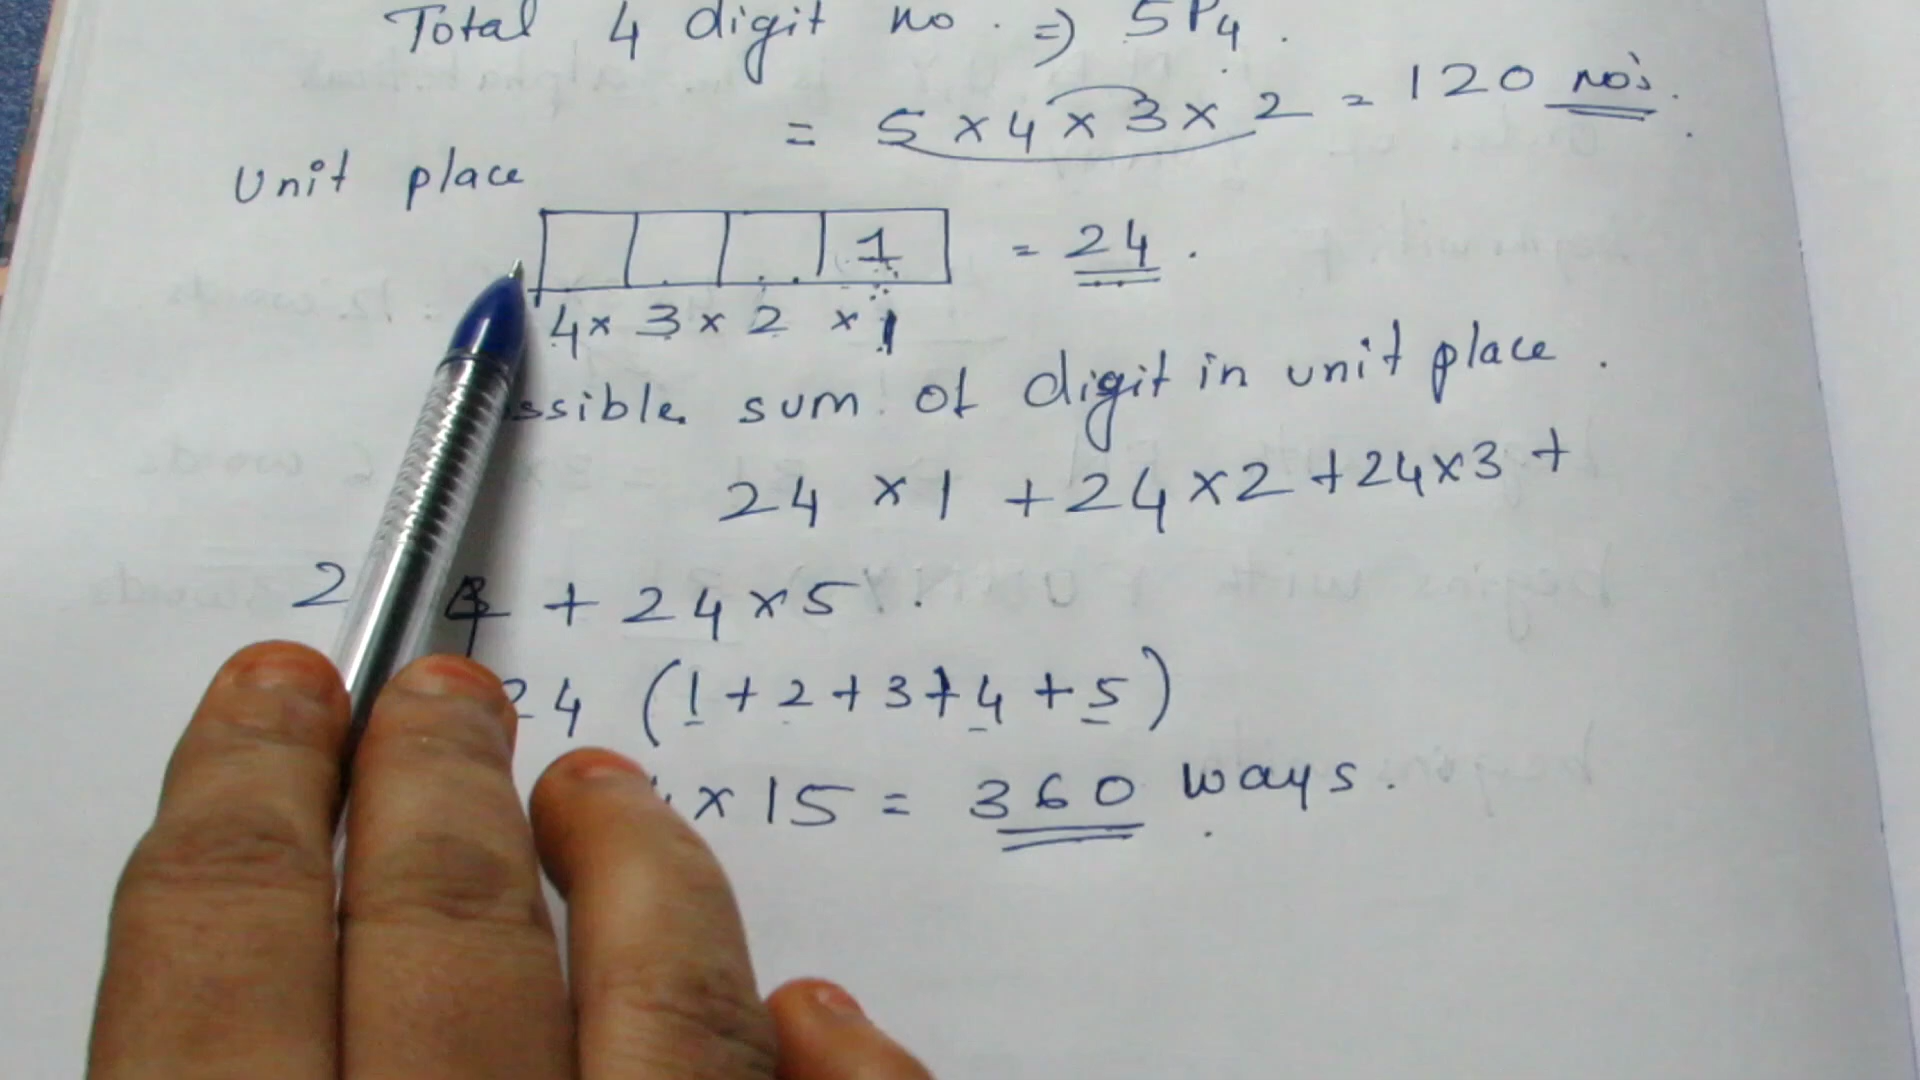 Total 4 digit no. => 5P4.
= 5 x 4 x 3 x 2 = 120 no's.
Unit place
1 = 24.
4 x 3 x 2 x 1
ssible sum of digit in unit place.
24 x 1 + 24 x 2 + 24 x 3 +
2 4 + 24 x 5.
24 (1 + 2 + 3 + 4 + 5)
x 15 = 360 ways.